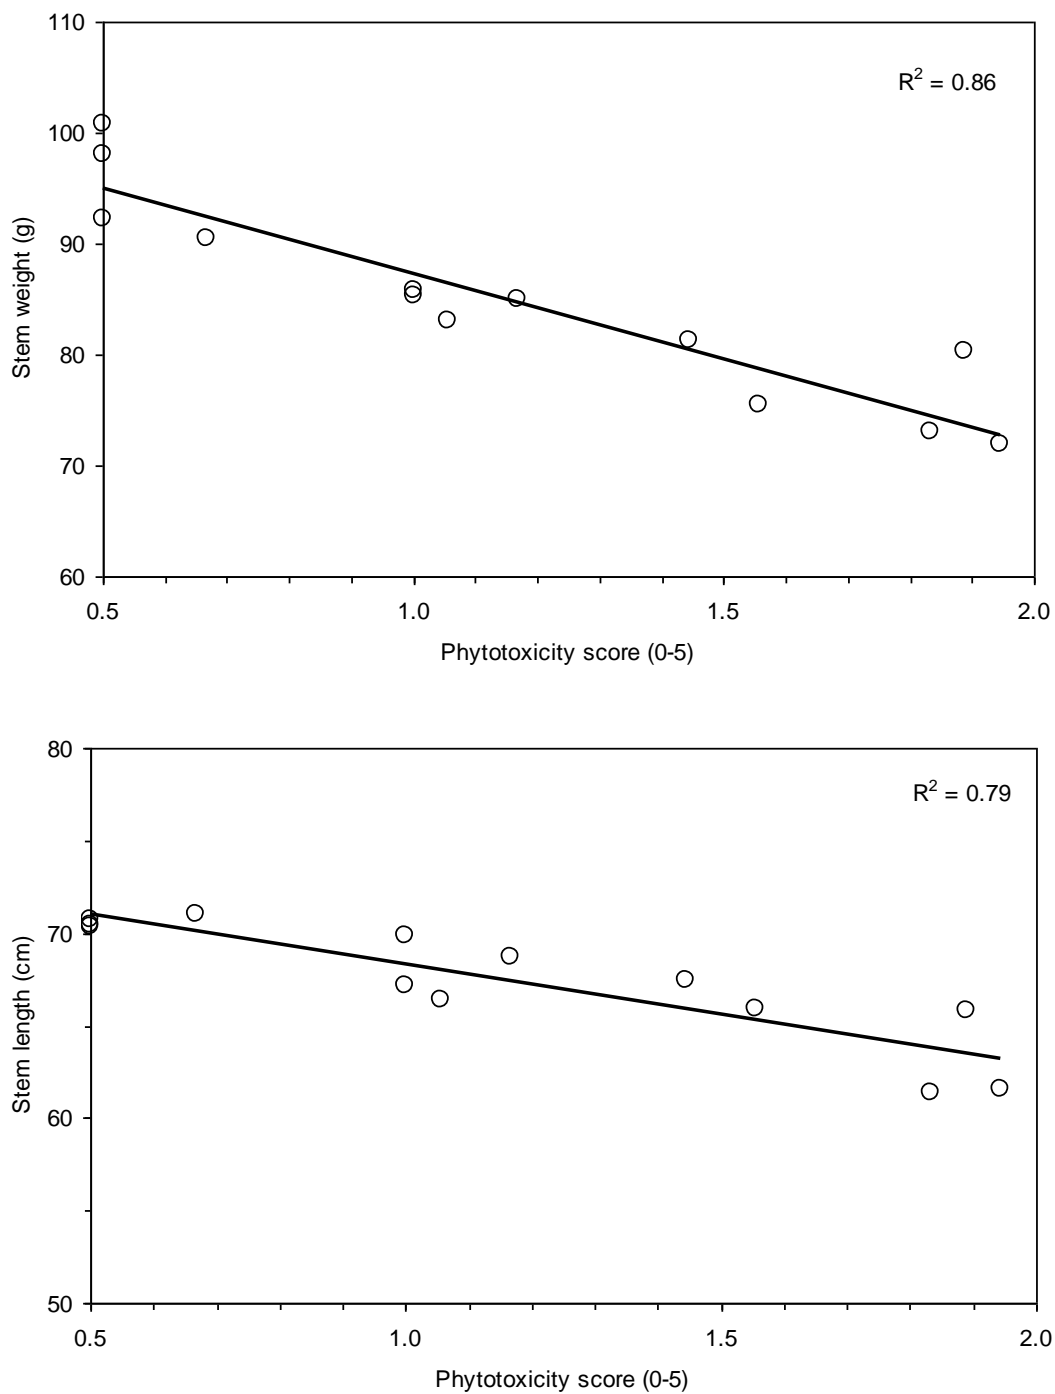 110
R² = 0.86
100
90
80
70
60
Stem weight (g)
0.5 1.0 1.5 2.0
Phytotoxicity score (0-5)
80
R² = 0.79
70
60
50
Stem length (cm)
0.5 1.0 1.5 2.0
Phytotoxicity score (0-5)